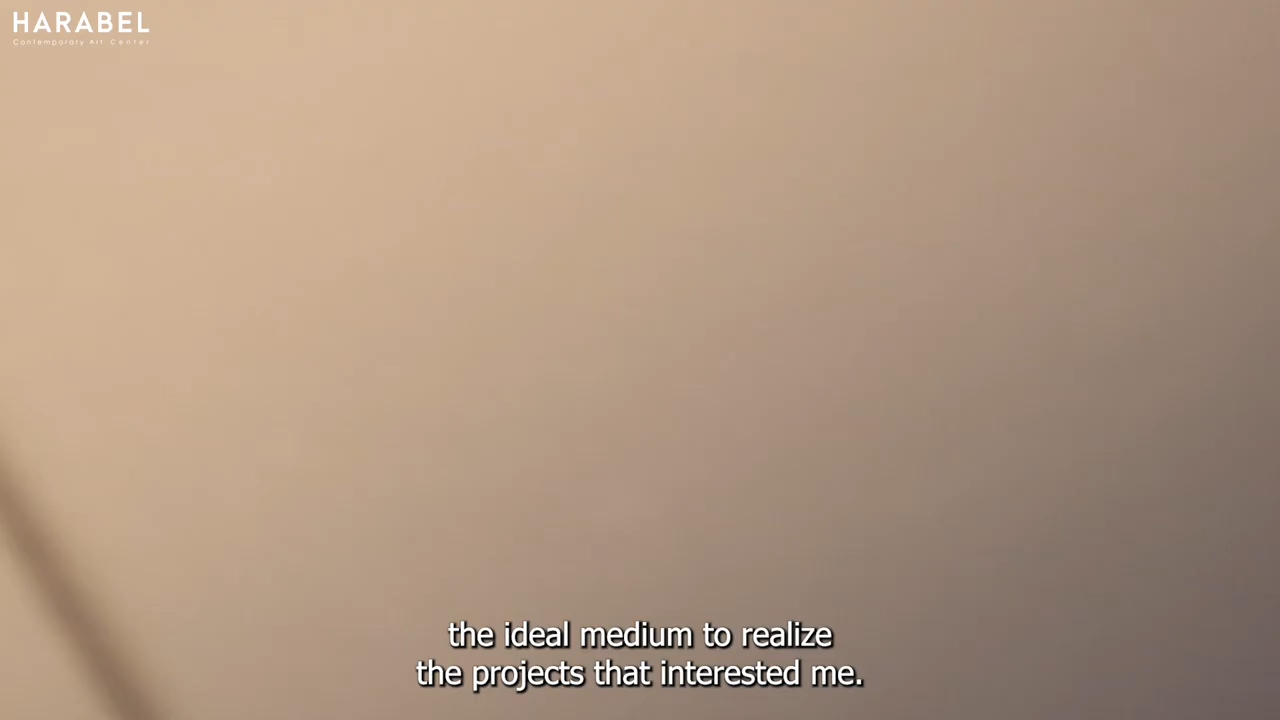 HARABEL
Contemporary Art Center
the ideal medium to realize
the projects that interested me.